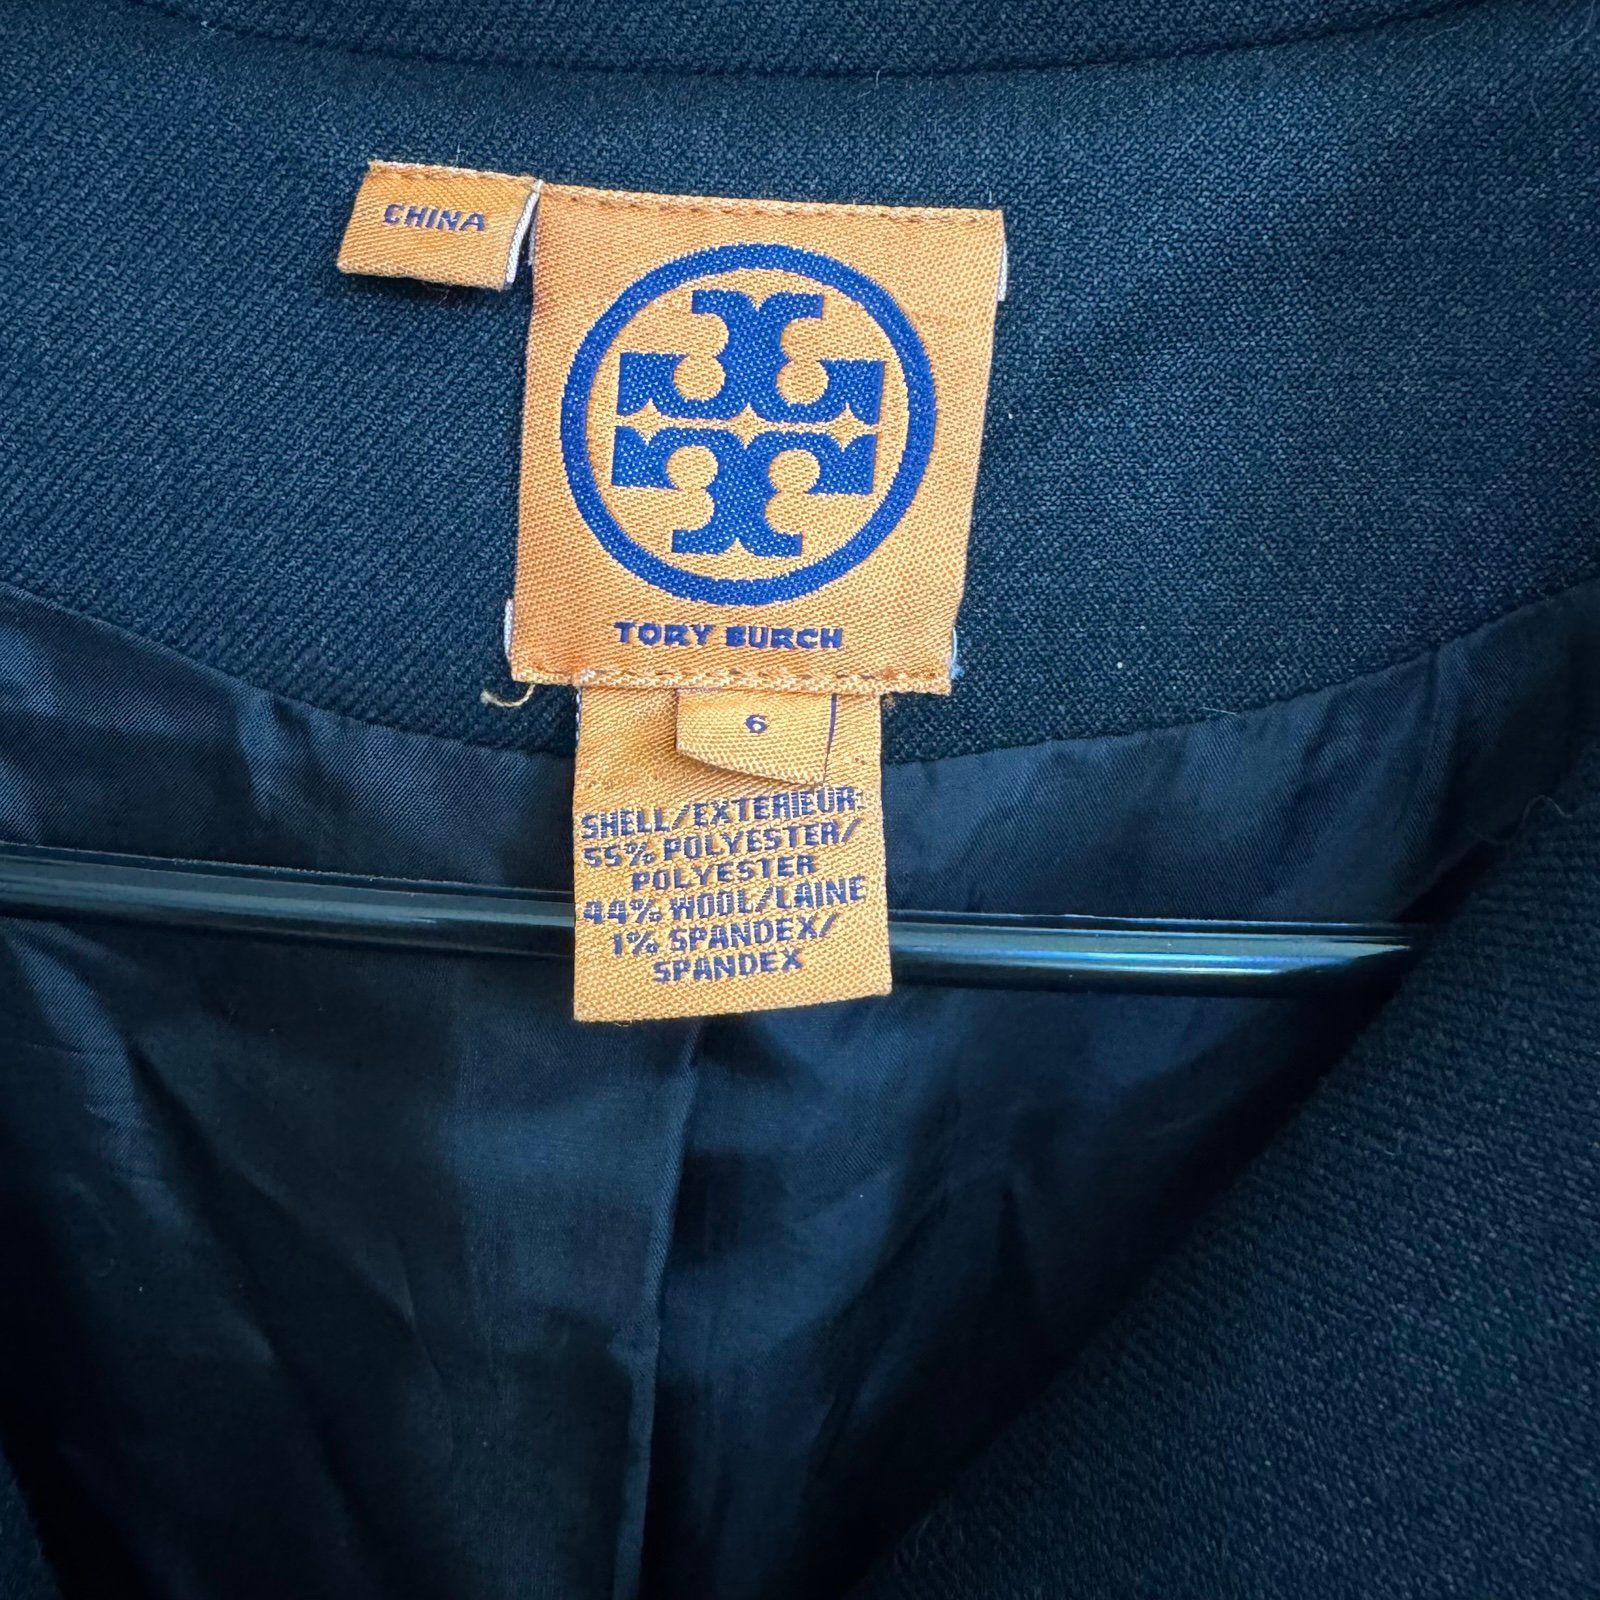 CHINA
TORY BURCH
6
SHELL/EXTERIEUR:
55% POLYESTER/
POLYESTER
44% WOOL/LAINE
1% SPANDEX/
SPANDEX